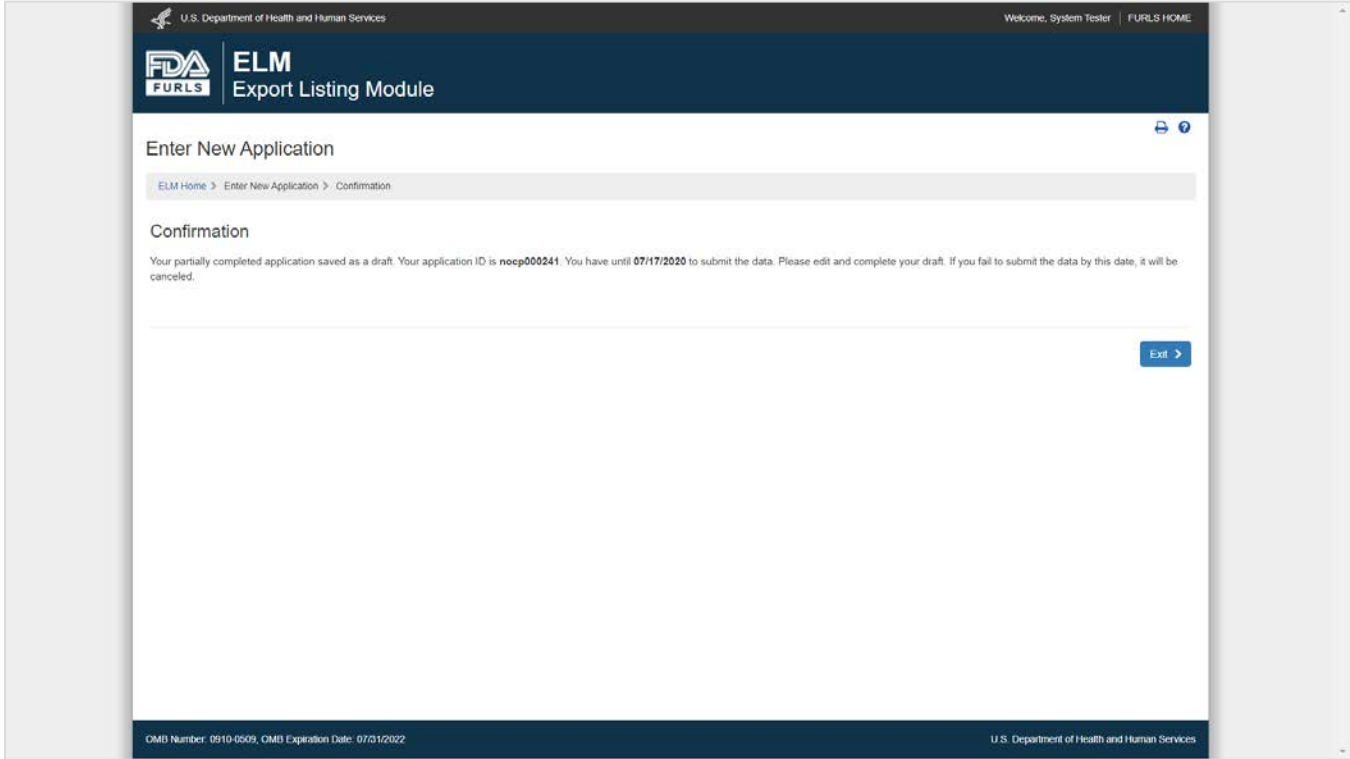 U.S. Department of Health and Human Services
Welcome, System Tester | FURLS HOME
FDA
FURLS
ELM
Export Listing Module
Enter New Application
ELM Home > Enter New Application > Confirmation
Confirmation
Your partially completed application saved as a draft. Your application ID is nocp000241. You have until 07/17/2020 to submit the data. Please edit and complete your draft. If you fail to submit the data by this date, it will be
canceled.
Exit >
OMB Number: 0910-0509, OMB Expiration Date: 07/31/2022
U.S. Department of Health and Human Services